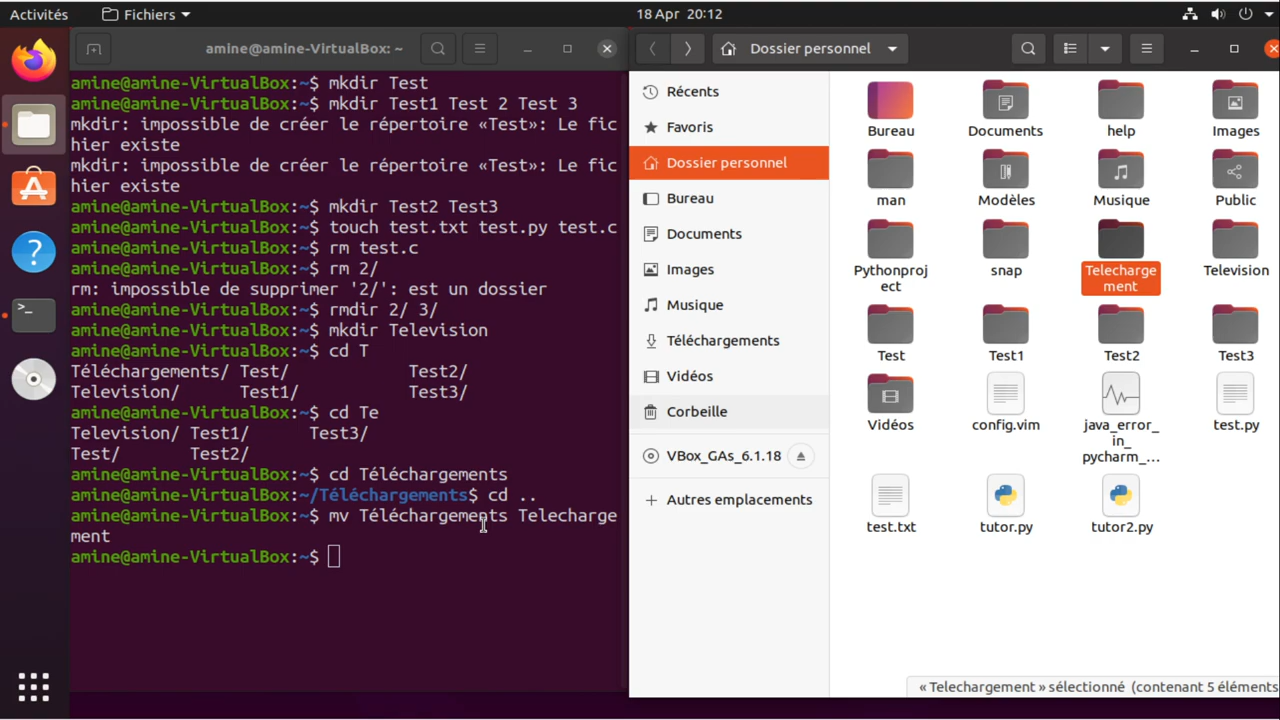 Activités
Fichiers
18 Apr 20:12
amine@amine-VirtualBox: ~
Dossier personnel
amine@amine-VirtualBox:~$ mkdir Test
amine@amine-VirtualBox:~$ mkdir Test1 Test 2 Test 3
mkdir: impossible de créer le répertoire «Test»: Le fic
hier existe
mkdir: impossible de créer le répertoire «Test»: Le fic
hier existe
amine@amine-VirtualBox:~$ mkdir Test2 Test3
amine@amine-VirtualBox:~$ touch test.txt test.py test.c
amine@amine-VirtualBox:~$ rm test.c
amine@amine-VirtualBox:~$ rm 2/
rm: impossible de supprimer '2/': est un dossier
amine@amine-VirtualBox:~$ rmdir 2/ 3/
amine@amine-VirtualBox:~$ mkdir Television
amine@amine-VirtualBox:~$ cd T
Téléchargements/ Test/ Test2/
Television/ Test1/ Test3/
amine@amine-VirtualBox:~$ cd Te
Television/ Test1/ Test3/
Test/ Test2/
amine@amine-VirtualBox:~$ cd Téléchargements
amine@amine-VirtualBox:~/Téléchargements$ cd ..
amine@amine-VirtualBox:~$ mv Téléchargements Telecharge
ment
amine@amine-VirtualBox:~$
Récents
Favoris
Dossier personnel
Bureau
Documents
Images
Musique
Téléchargements
Vidéos
Corbeille
VBox_GAs_6.1.18
Autres emplacements
Bureau
Documents
help
Images
man
Modèles
Musique
Public
Pythonproj
ect
snap
Telecharge
ment
Television
Test
Test1
Test2
Test3
Vidéos
config.vim
java_error_
in_
pycharm_...
test.py
test.txt
tutor.py
tutor2.py
« Telechargement » sélectionné (contenant 5 éléments